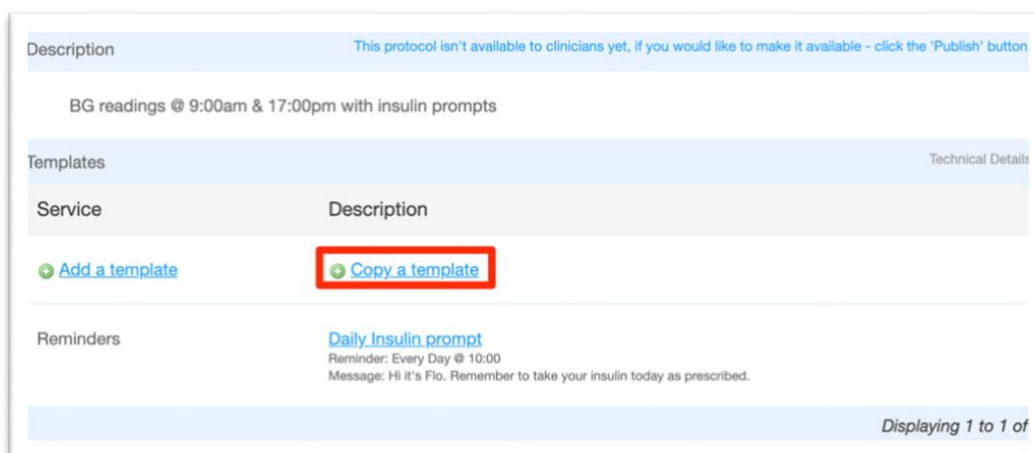 Description
This protocol isn't available to clinicians yet, if you would like to make it available - click the 'Publish' button.
BG readings @ 9:00am & 17:00pm with insulin prompts
Templates
Technical Details
Service
Description
Add a template
Copy a template
Reminders
Daily Insulin prompt
Reminder: Every Day @ 10:00
Message: Hi it's Flo. Remember to take your insulin today as prescribed.
Displaying 1 to 1 of